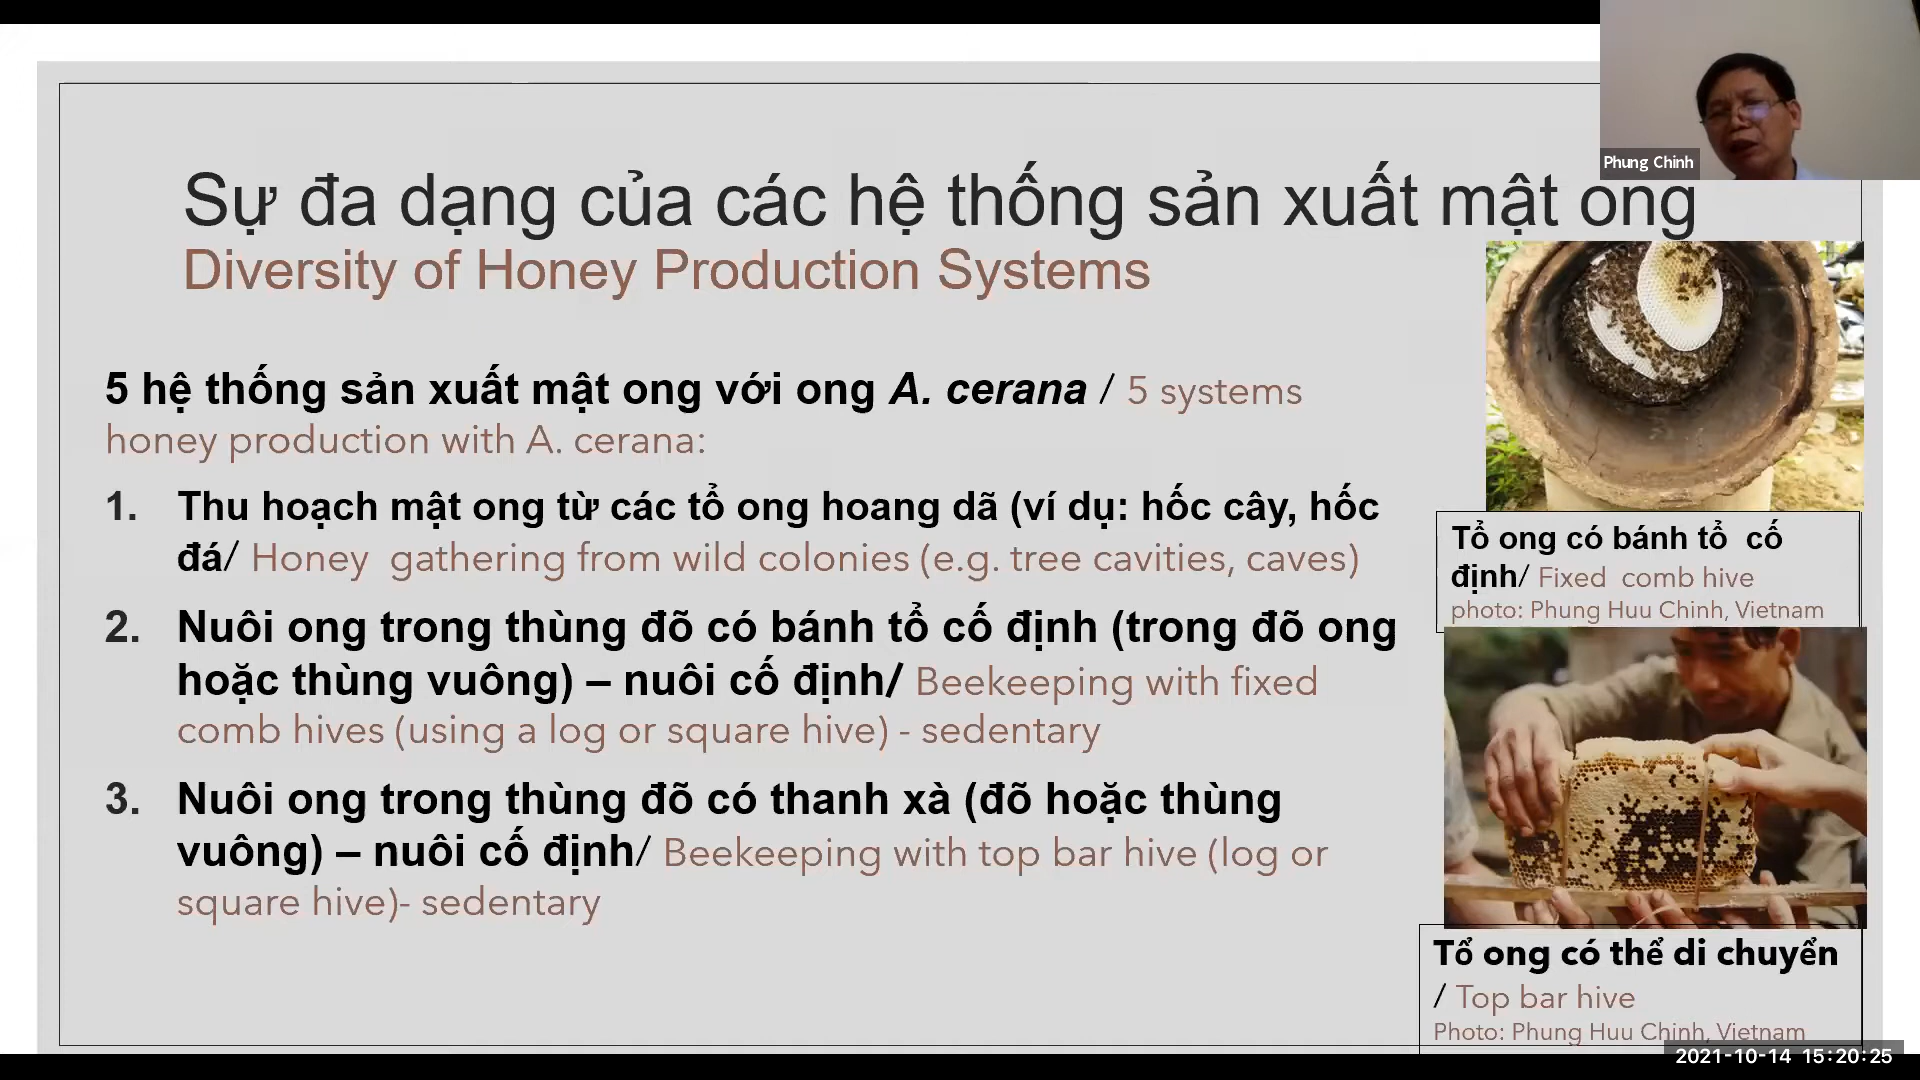 Phung Chinh
Sự đa dạng của các hệ thống sản xuất mật ong
Diversity of Honey Production Systems
5 hệ thống sản xuất mật ong với ong A. cerana / 5 systems
honey production with A. cerana:
1. Thu hoạch mật ong từ các tổ ong hoang dã (ví dụ: hốc cây, hốc
đá/ Honey gathering from wild colonies (e.g. tree cavities, caves)
2. Nuôi ong trong thùng đõ có bánh tổ cố định (trong đõ ong
hoặc thùng vuông) – nuôi cố định/ Beekeeping with fixed
comb hives (using a log or square hive) - sedentary
3. Nuôi ong trong thùng đõ có thanh xà (đõ hoặc thùng
vuông) – nuôi cố định/ Beekeeping with top bar hive (log or
square hive)- sedentary
Tổ ong có bánh tổ cố
định/ Fixed comb hive
photo: Phung Huu Chinh, Vietnam
Tổ ong có thể di chuyển
/ Top bar hive
Photo: Phung Huu Chinh, Vietnam
2021-10-14 15:20:25